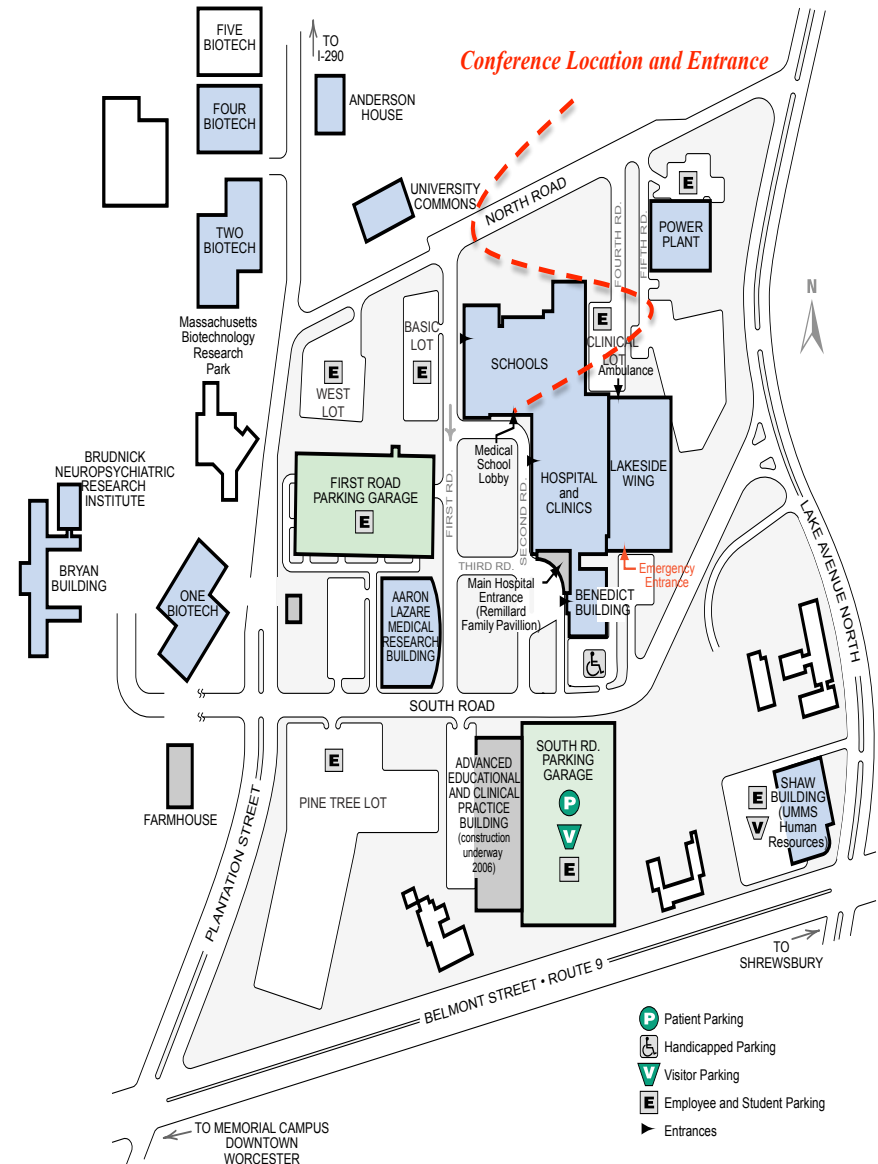 FIVE
BIOTECH
TO
I-290
Conference Location and Entrance
FOUR
BIOTECH
ANDERSON
HOUSE
E
UNIVERSITY
COMMONS
NORTH ROAD
FOURTH RD.
FIFTH RD.
POWER
PLANT
TWO
BIOTECH
N
Massachusetts
Biotechnology
Research
Park
BASIC
LOT
E
E
WEST
LOT
E
CLINICAL
LOT
Ambulance
SCHOOLS
Medical
School
Lobby
BRUDNICK
NEUROPSYCHIATRIC
RESEARCH
INSTITUTE
FIRST ROAD
PARKING GARAGE
E
FIRST RD.
SECOND RD.
HOSPITAL
and
CLINICS
LAKESIDE
WING
LAKE AVENUE NORTH
THIRD RD.
Main Hospital
Entrance
(Remillard
Family Pavilion)
Emergency
Entrance
BENEDICT
BUILDING
BRYAN
BUILDING
ONE
BIOTECH
AARON
LAZARE
MEDICAL
RESEARCH
BUILDING
SOUTH ROAD
FARMHOUSE
PLANTATION STREET
E
PINE TREE LOT
ADVANCED
EDUCATIONAL
AND CLINICAL
PRACTICE
BUILDING
(construction
underway
2006)
SOUTH RD.
PARKING
GARAGE
P
V
E
E
V
SHAW
BUILDING
(UMMS
Human
Resources)
TO
SHREWSBURY
BELMONT STREET • ROUTE 9
TO MEMORIAL CAMPUS
DOWNTOWN
WORCESTER
P Patient Parking
Handicapped Parking
V Visitor Parking
E Employee and Student Parking
Entrances